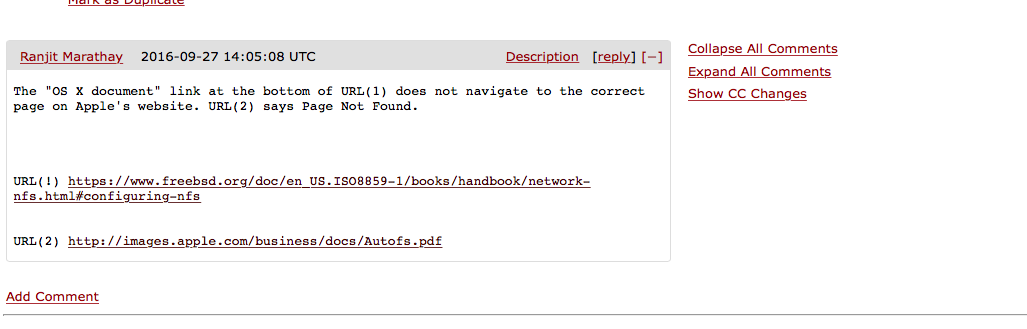 Mark as Duplicate
Ranjit Marathay 2016-09-27 14:05:08 UTC Description [reply] [−]
The "OS X document" link at the bottom of URL(1) does not navigate to the correct
page on Apple's website. URL(2) says Page Not Found.
URL(!) https://www.freebsd.org/doc/en_US.ISO8859-1/books/handbook/network-
nfs.html#configuring-nfs
URL(2) http://images.apple.com/business/docs/Autofs.pdf
Collapse All Comments
Expand All Comments
Show CC Changes
Add Comment